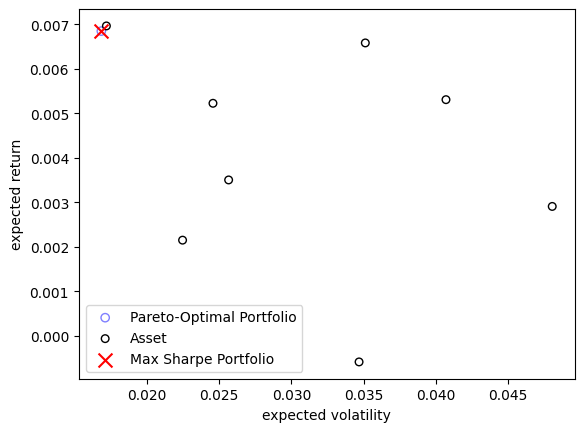 0.007
0.006
0.005
0.004
0.003
0.002
0.001
0.000
expected return
Pareto-Optimal Portfolio
Asset
Max Sharpe Portfolio
0.020 0.025 0.030 0.035 0.040 0.045
expected volatility